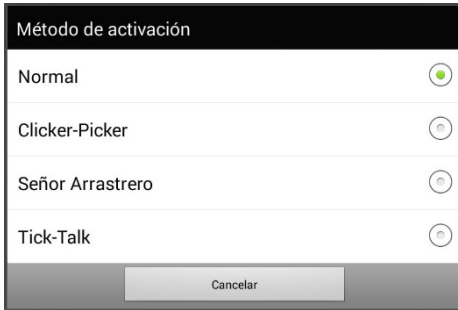 Método de activación
Normal
Clicker-Picker
Señor Arrastrero
Tick-Talk
Cancelar